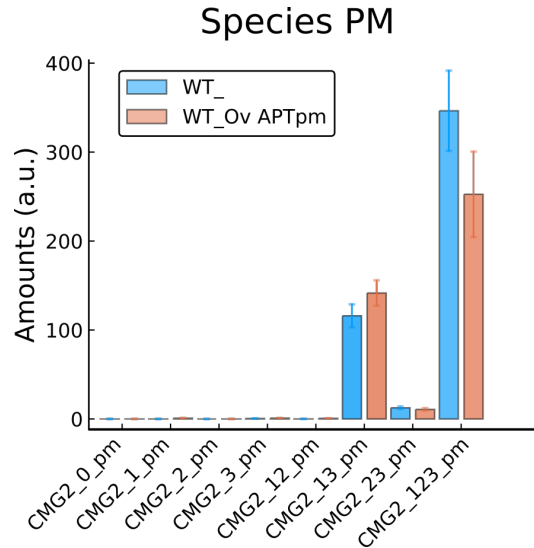 Species PM
WT_
WT_Ov APTpm
Amounts (a.u.)
400
300
200
100
0
CMG2_0_pm
CMG2_1_pm
CMG2_2_pm
CMG2_3_pm
CMG2_12_pm
CMG2_13_pm
CMG2_23_pm
CMG2_123_pm